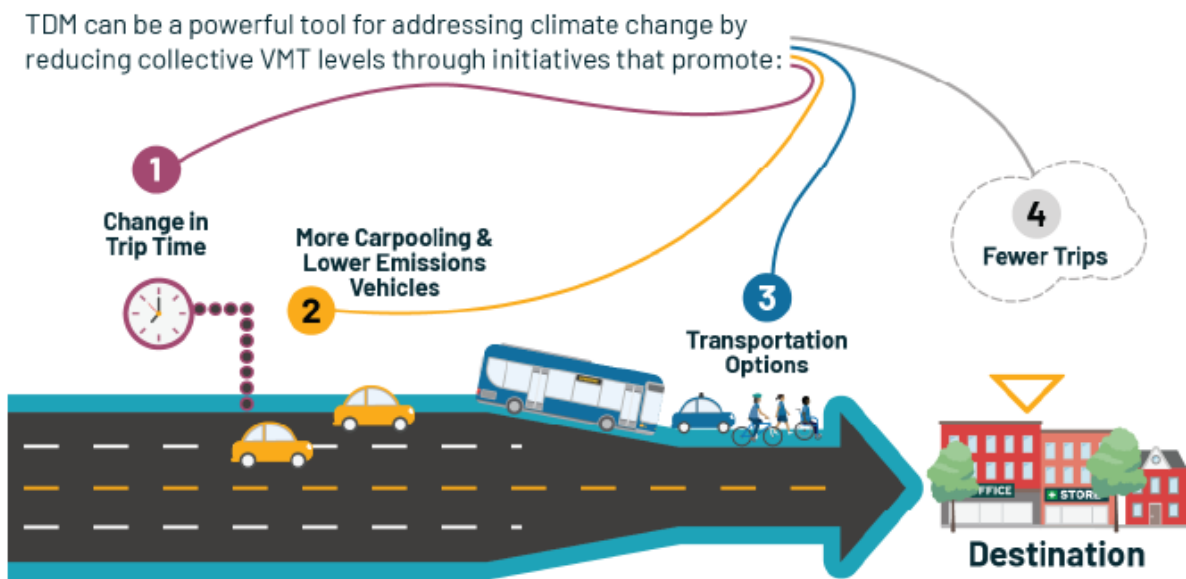 TDM can be a powerful tool for addressing climate change by
reducing collective VMT levels through initiatives that promote:
1
Change in
Trip Time
More Carpooling &
Lower Emissions
Vehicles
2
3
Transportation
Options
4
Fewer Trips
STORE
Destination